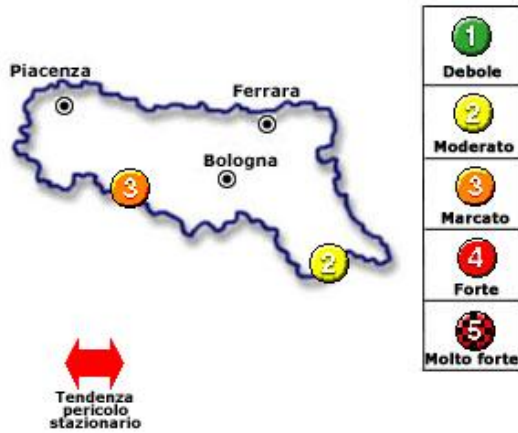 Piacenza
Ferrara
Bologna
3
2
Tendenza
pericolo
stazionario
1
Debole
2
Moderato
3
Marcato
4
Forte
5
Molto forte